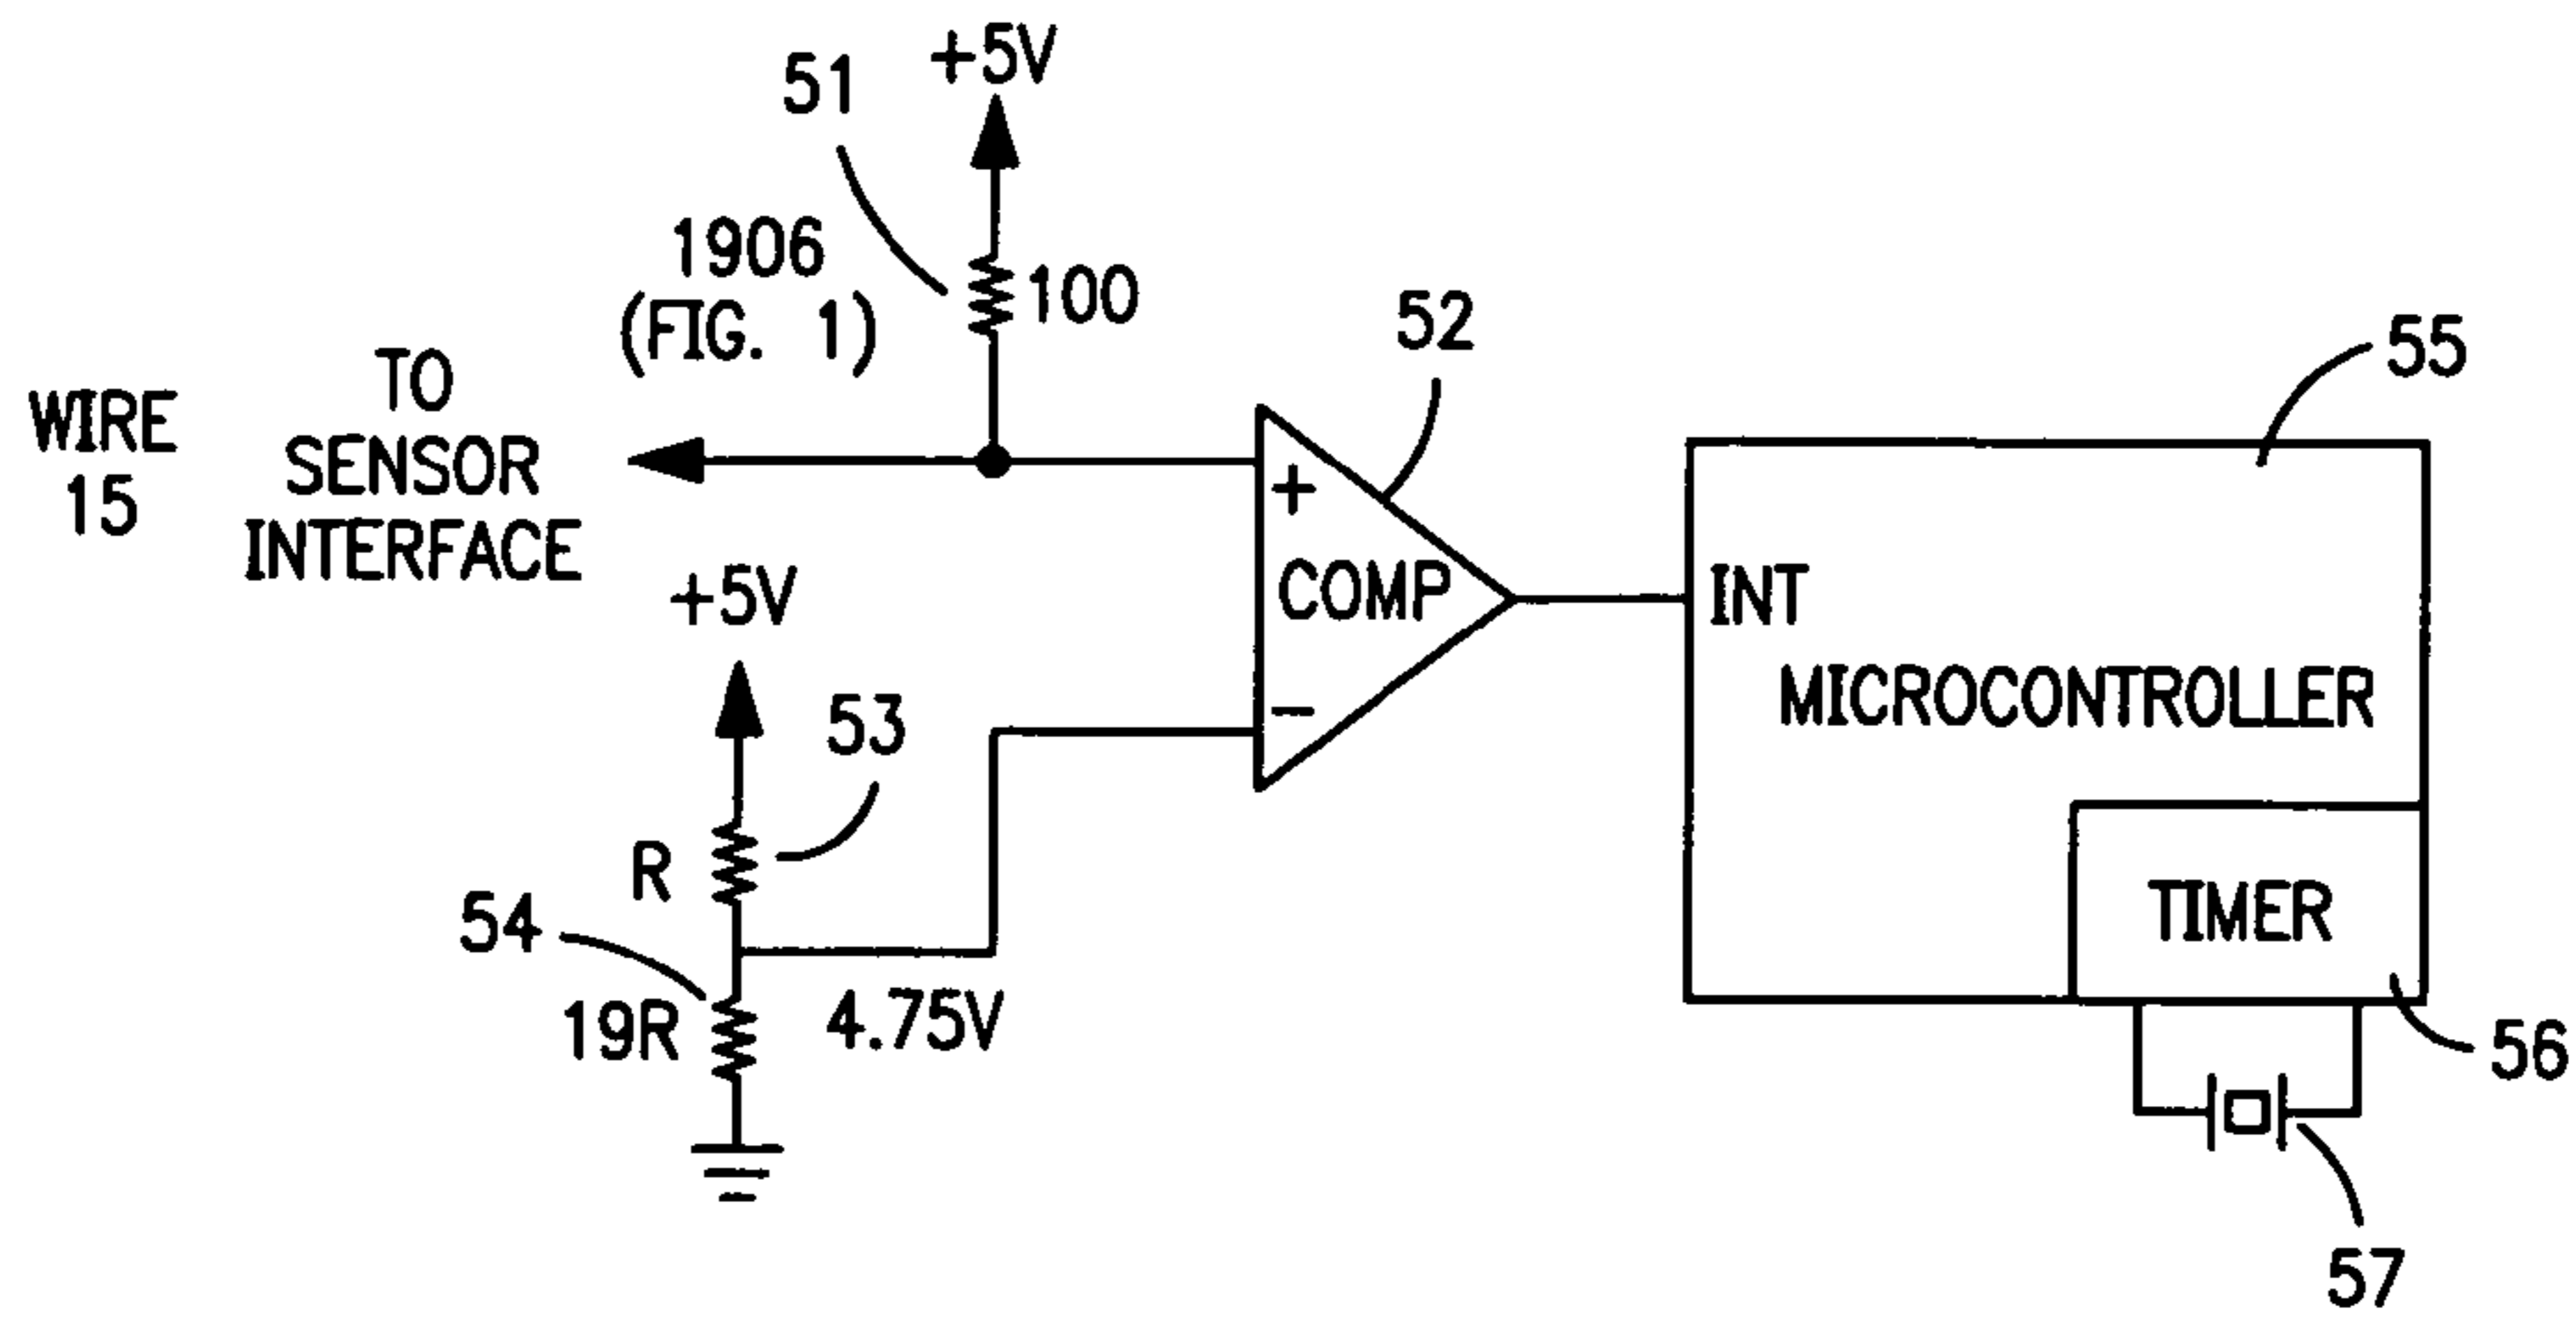 51
+5V
1906
(FIG. 1)
100
WIRE
15
TO
SENSOR
INTERFACE
52
55
+
COMP
−
INT
MICROCONTROLLER
+5V
53
R
54
19R
4.75V
TIMER
56
57